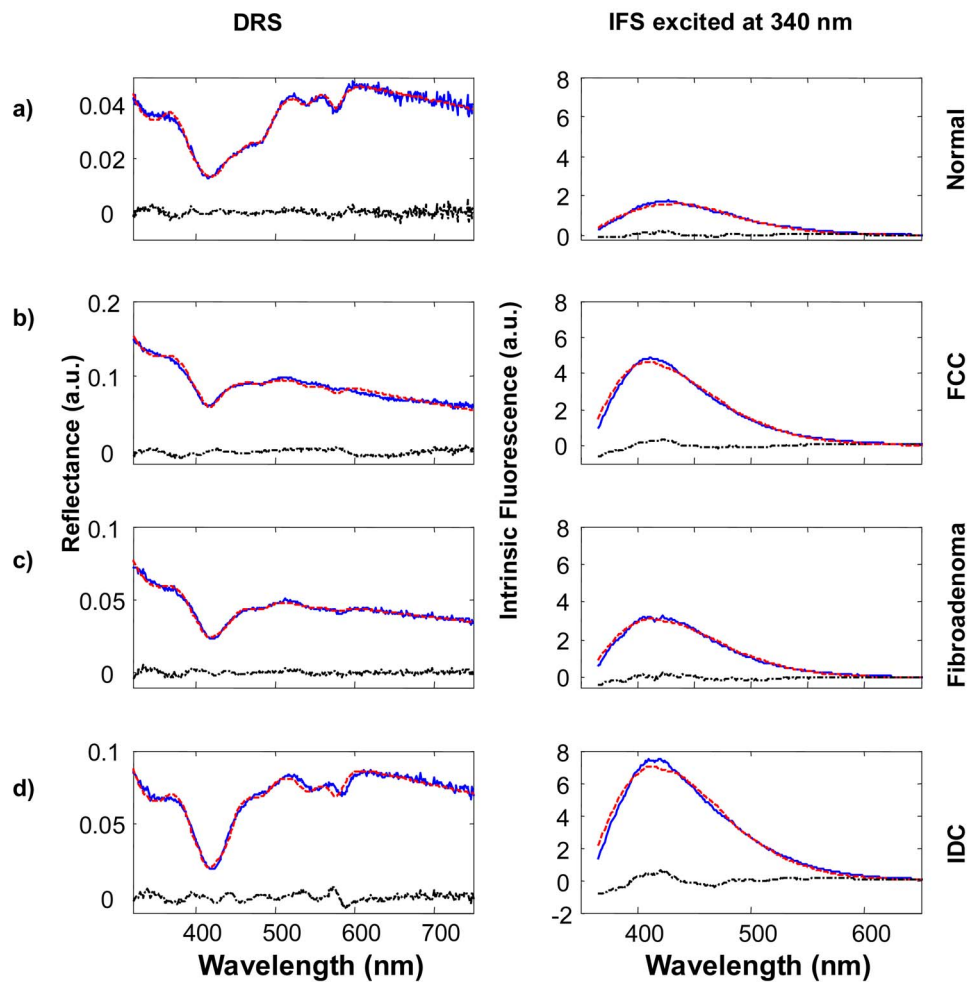 DRS
IFS excited at 340 nm
a)
0.04
0.02
0
8
6
4
2
0
Normal
b)
0.2
0.1
0
8
6
4
2
0
FCC
Reflectance (a.u.)
Intrinsic Fluorescence (a.u.)
c)
0.1
0.05
0
8
6
4
2
0
Fibroadenoma
d)
0.1
0.05
0
8
6
4
2
0
-2
IDC
400 500 600 700
400 500 600
Wavelength (nm)
Wavelength (nm)